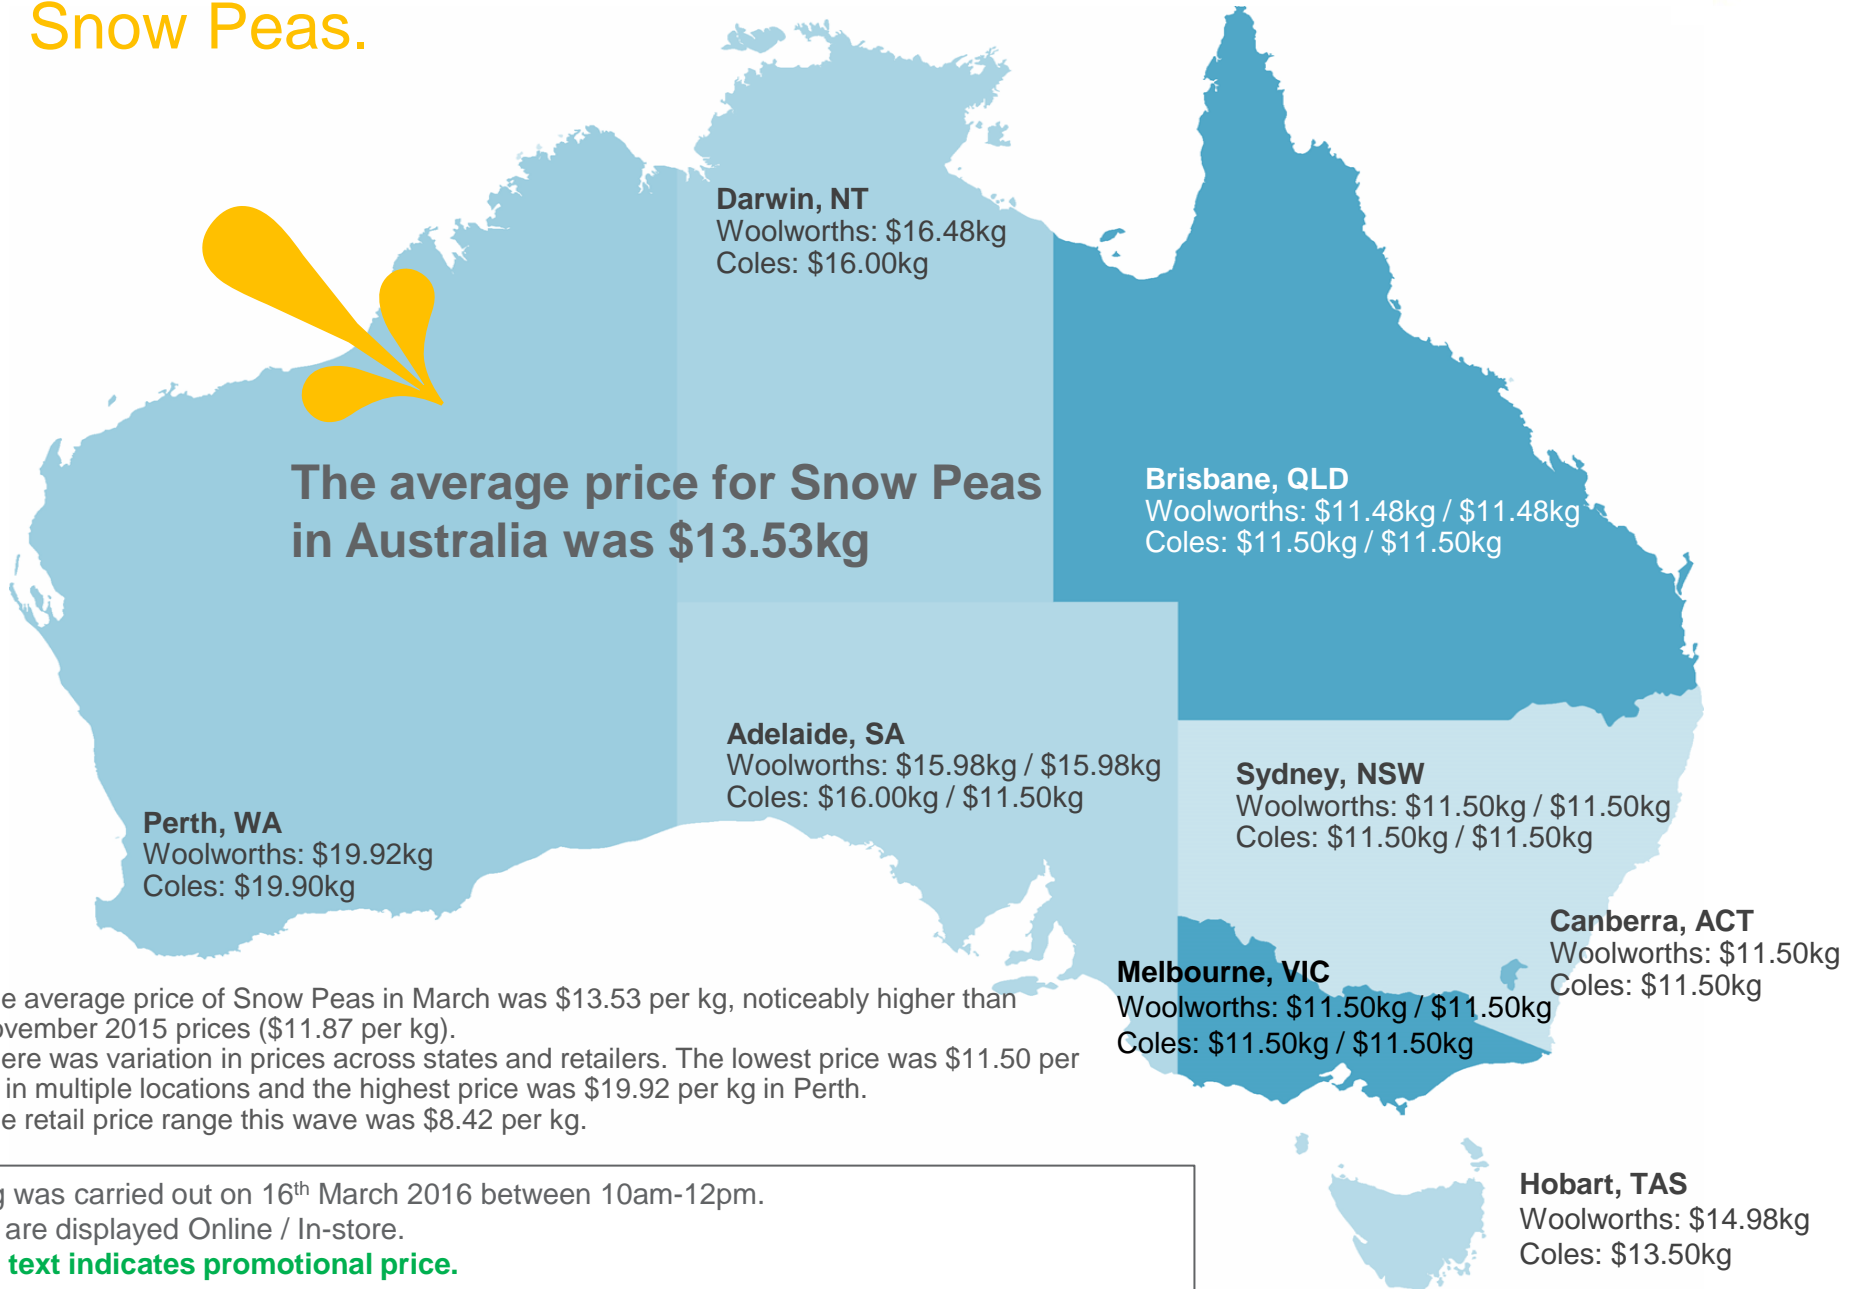 Snow Peas.
Darwin, NT
Woolworths: $16.48kg
Coles: $16.00kg
The average price for Snow Peas
in Australia was $13.53kg
Brisbane, QLD
Woolworths: $11.48kg / $11.48kg
Coles: $11.50kg / $11.50kg
Adelaide, SA
Woolworths: $15.98kg / $15.98kg
Coles: $16.00kg / $11.50kg
Sydney, NSW
Woolworths: $11.50kg / $11.50kg
Coles: $11.50kg / $11.50kg
Perth, WA
Woolworths: $19.92kg
Coles: $19.90kg
Canberra, ACT
Woolworths: $11.50kg
Coles: $11.50kg
Melbourne, VIC
Woolworths: $11.50kg / $11.50kg
Coles: $11.50kg / $11.50kg
e average price of Snow Peas in March was $13.53 per kg, noticeably higher than
ovember 2015 prices ($11.87 per kg).
ere was variation in prices across states and retailers. The lowest price was $11.50 per
in multiple locations and the highest price was $19.92 per kg in Perth.
e retail price range this wave was $8.42 per kg.
g was carried out on 16th March 2016 between 10am-12pm.
are displayed Online / In-store.
text indicates promotional price.
Hobart, TAS
Woolworths: $14.98kg
Coles: $13.50kg